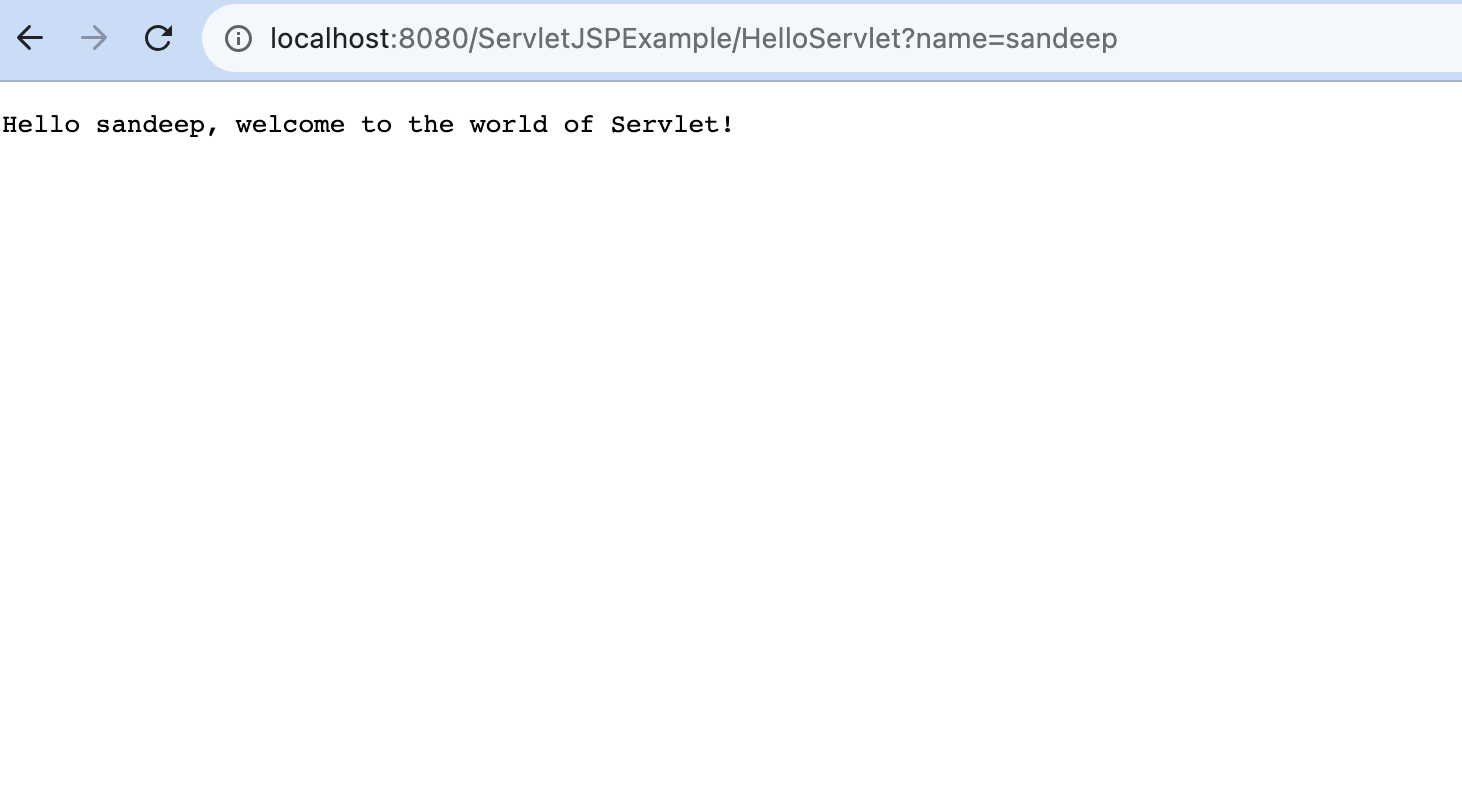 localhost:8080/ServletJSPExample/HelloServlet?name=sandeep
Hello sandeep, welcome to the world of Servlet!